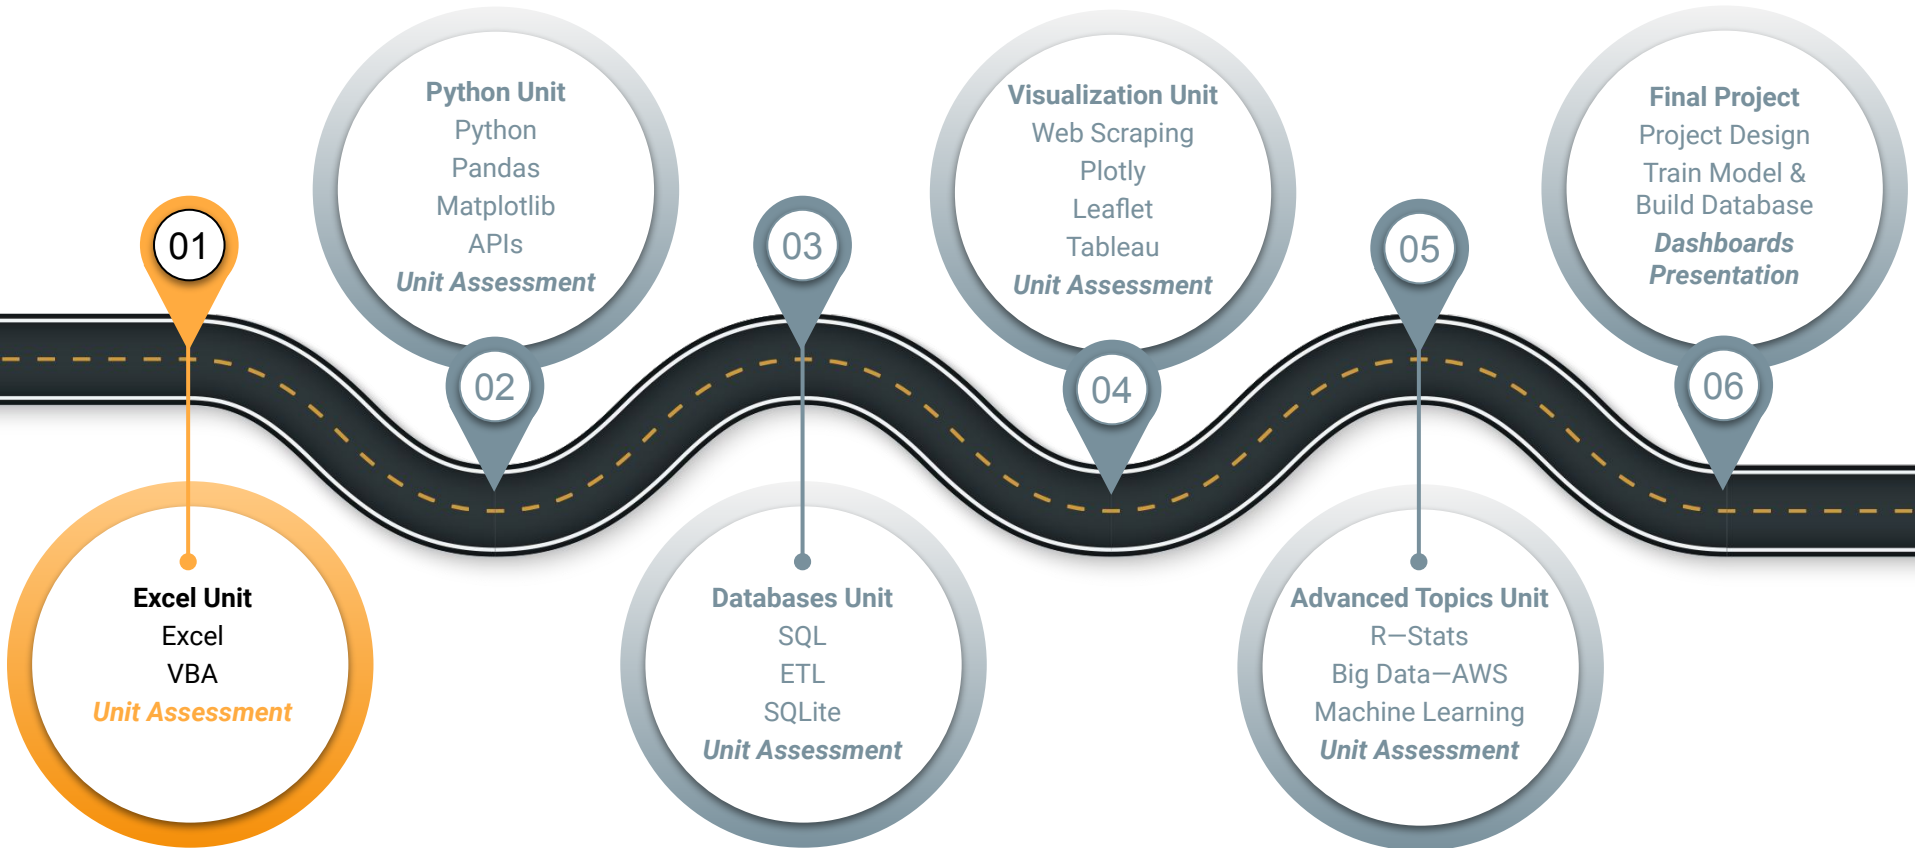 01
Excel Unit
Excel
VBA
Unit Assessment
Python Unit
Python
Pandas
Matplotlib
APIs
Unit Assessment
02
03
Databases Unit
SQL
ETL
SQLite
Unit Assessment
Visualization Unit
Web Scraping
Plotly
Leaflet
Tableau
Unit Assessment
04
05
Advanced Topics Unit
R—Stats
Big Data—AWS
Machine Learning
Unit Assessment
Final Project
Project Design
Train Model &
Build Database
Dashboards
Presentation
06